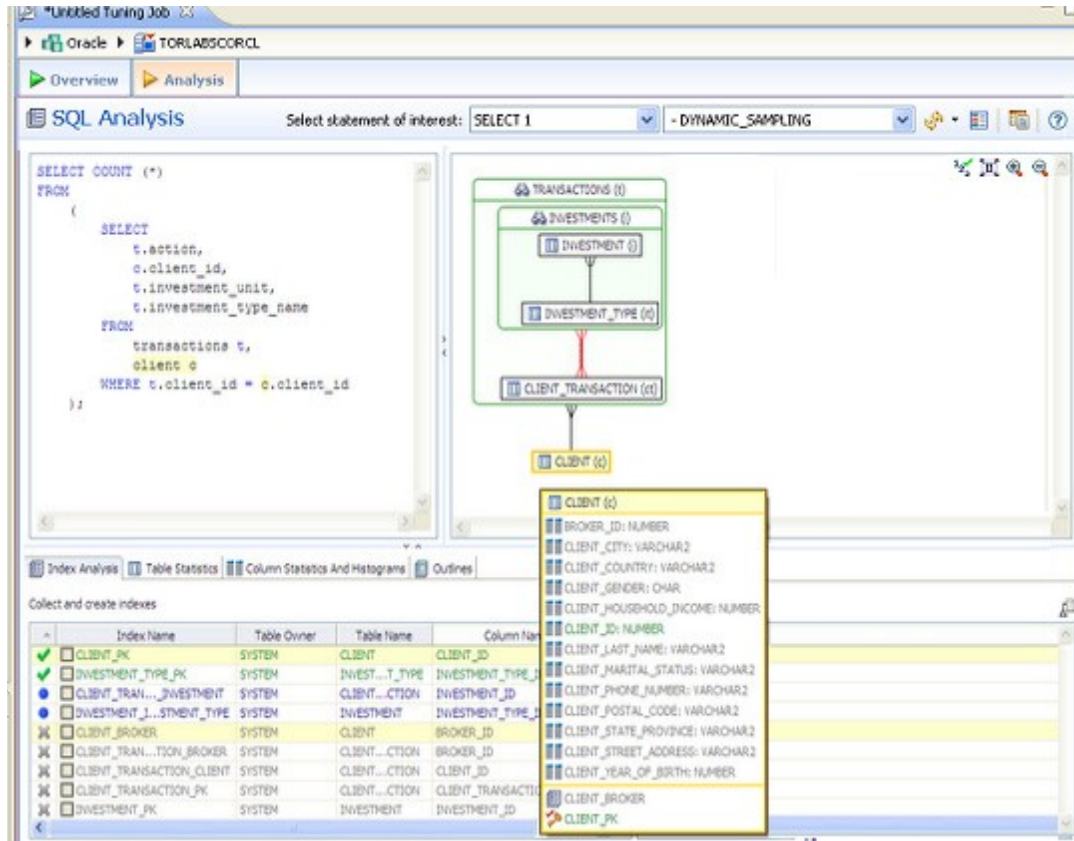 *Untitled Tuning Job
Oracle TORLABSCORCL
Overview Analysis
SQL Analysis Select statement of interest: SELECT 1 - DYNAMIC_SAMPLING
SELECT COUNT (*)
FROM
(
SELECT
t.action,
c.client_id,
t.investment_unit,
t.investment_type_name
FROM
transactions t,
client c
WHERE t.client_id = c.client_id
);
TRANSACTIONS (t)
INVESTMENTS (i)
INVESTMENT (i)
INVESTMENT_TYPE (it)
CLIENT_TRANSACTION (ct)
CLIENT (c)
CLIENT (c)
BROKER_ID: NUMBER
CLIENT_CITY: VARCHAR2
CLIENT_COUNTRY: VARCHAR2
CLIENT_GENDER: CHAR
CLIENT_HOUSEHOLD_INCOME: NUMBER
CLIENT_ID: NUMBER
CLIENT_LAST_NAME: VARCHAR2
CLIENT_MARITAL_STATUS: VARCHAR2
CLIENT_PHONE_NUMBER: VARCHAR2
CLIENT_POSTAL_CODE: VARCHAR2
CLIENT_STATE_PROVINCE: VARCHAR2
CLIENT_STREET_ADDRESS: VARCHAR2
CLIENT_YEAR_OF_BIRTH: NUMBER
CLIENT_BROKER
CLIENT_PK
Index Analysis Table Statistics Column Statistics And Histograms Outlines
Collect and create indexes
Index Name Table Owner Table Name Column Nam
CLIENT_PK SYSTEM CLIENT CLIENT_ID
INVESTMENT_TYPE_PK SYSTEM INVEST...T_TYPE INVESTMENT_TYPE_I
CLIENT_TRAN..._INVESTMENT SYSTEM CLIENT...CTION INVESTMENT_ID
INVESTMENT_I...STMENT_TYPE SYSTEM INVESTMENT INVESTMENT_TYPE_I
CLIENT_BROKER SYSTEM CLIENT BROKER_ID
CLIENT_TRAN...TION_BROKER SYSTEM CLIENT...CTION BROKER_ID
CLIENT_TRANSACTION_CLIENT SYSTEM CLIENT...CTION CLIENT_ID
CLIENT_TRANSACTION_PK SYSTEM CLIENT...CTION CLIENT_TRANSACTIO
INVESTMENT_PK SYSTEM INVESTMENT INVESTMENT_ID